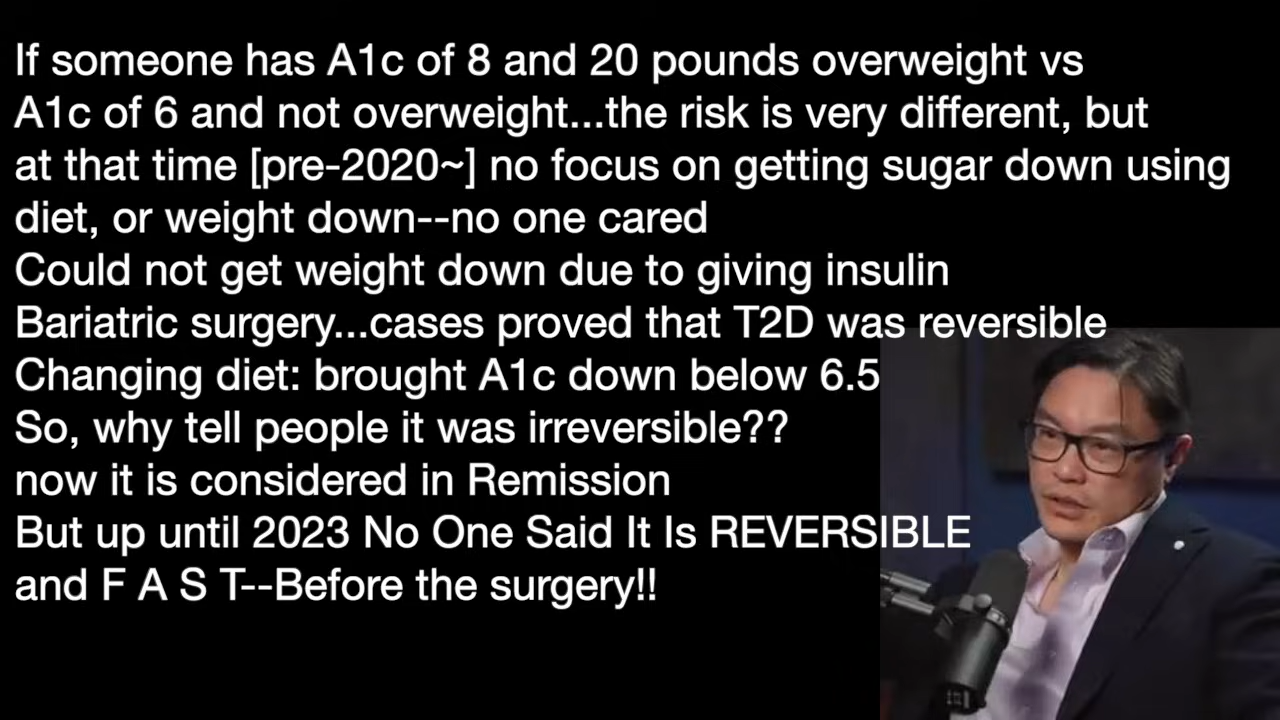 If someone has A1c of 8 and 20 pounds overweight vs
A1c of 6 and not overweight...the risk is very different, but
at that time [pre-2020~] no focus on getting sugar down using
diet, or weight down--no one cared
Could not get weight down due to giving insulin
Bariatric surgery...cases proved that T2D was reversible
Changing diet: brought A1c down below 6.5
So, why tell people it was irreversible??
now it is considered in Remission
But up until 2023 No One Said It Is REVERSIBLE
and F A S T--Before the surgery!!